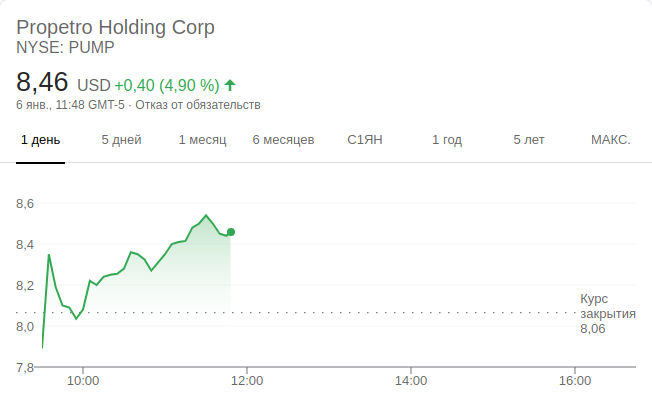 Propetro Holding Corp
NYSE: PUMP
8,46 USD +0,40 (4,90 %)
6 янв., 11:48 GMT-5 · Отказ от обязательств
1 день 5 дней 1 месяц 6 месяцев С1ЯН 1 год 5 лет МАКС.
8,6
8,4
8,2
8,0
7,8
Курс
закрытия
8,06
10:00 12:00 14:00 16:00